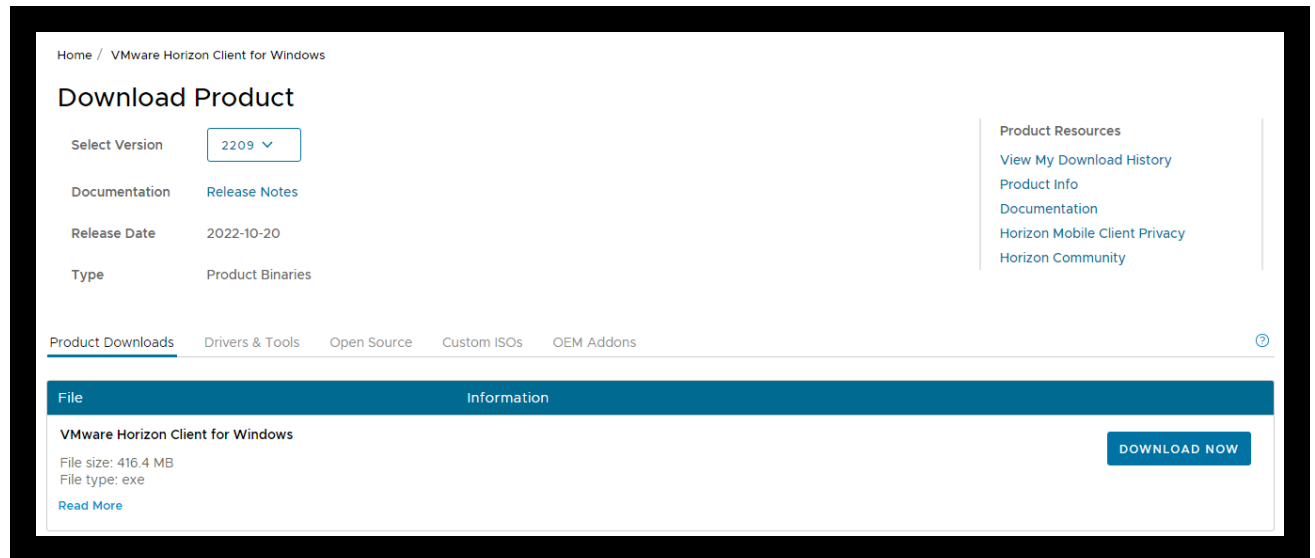 Home / VMware Horizon Client for Windows
Download Product
Select Version 2209
Documentation Release Notes
Release Date 2022-10-20
Type Product Binaries
Product Resources
View My Download History
Product Info
Documentation
Horizon Mobile Client Privacy
Horizon Community
Product Downloads Drivers & Tools Open Source Custom ISOs OEM Addons ?
File Information
VMware Horizon Client for Windows
File size: 416.4 MB
File type: exe
Read More
DOWNLOAD NOW